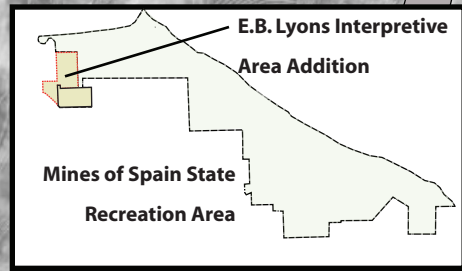 E.B. Lyons Interpretive
Area Addition
Mines of Spain State
Recreation Area